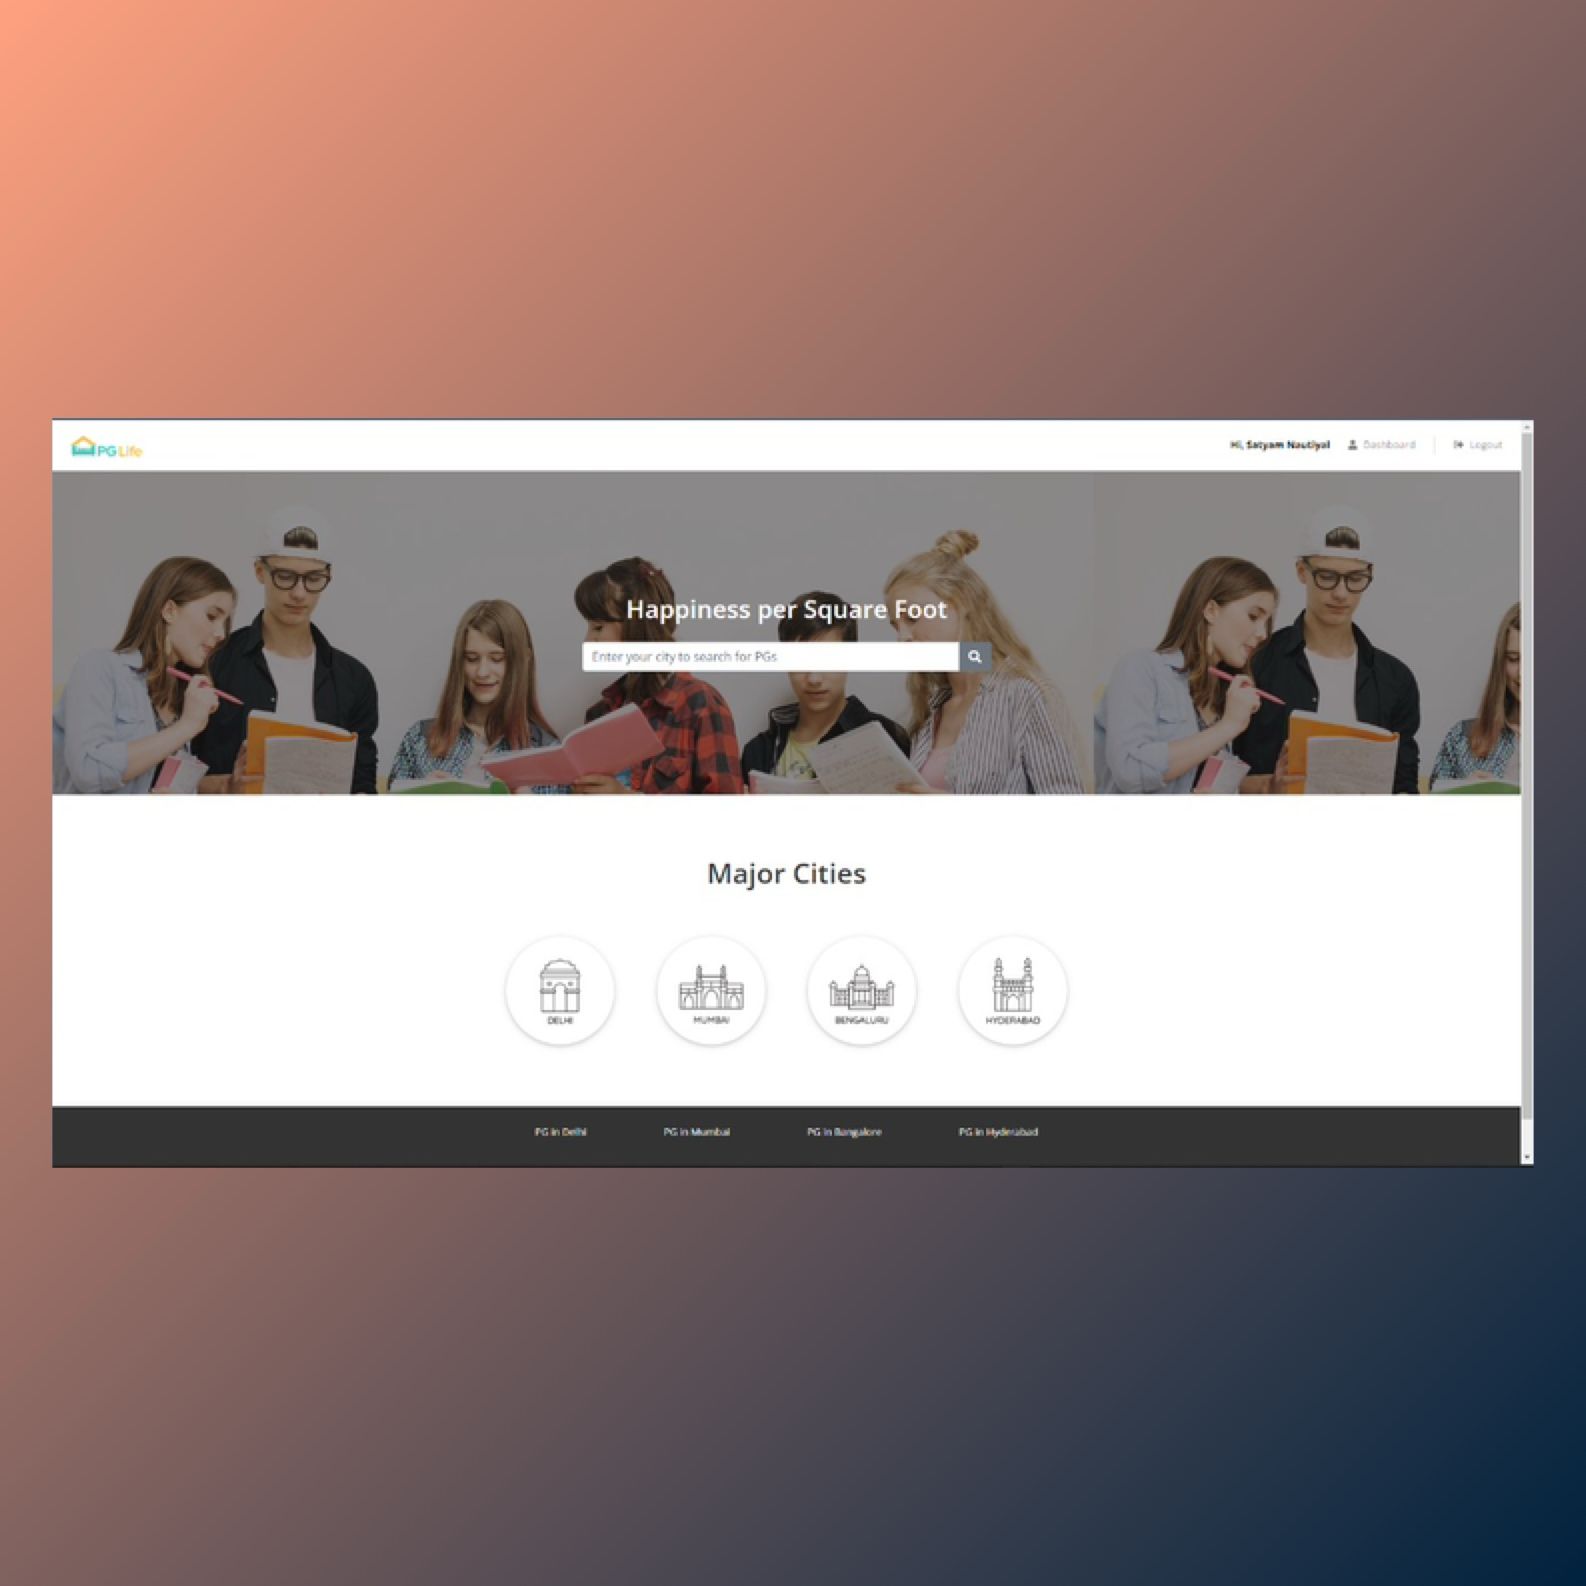 PG Life
Hi, Satyam Nautiyal
Dashboard
Logout
Happiness per Square Foot
Enter your city to search for PGs
Major Cities
DELHI
MUMBAI
BENGALURU
HYDERABAD
PG in Delhi
PG in Mumbai
PG in Bangalore
PG in Hyderabad